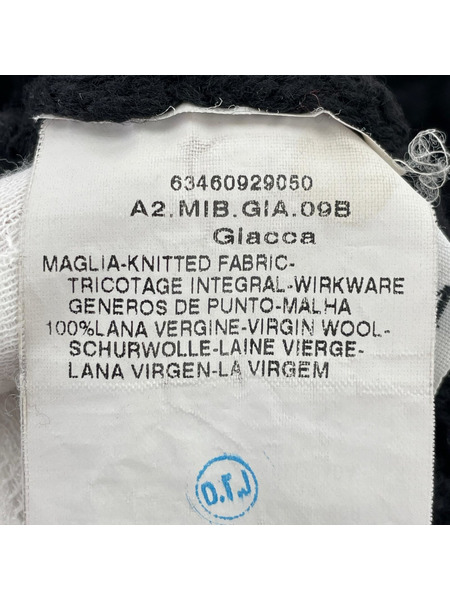 63460929050
A2.MIB.GIA.09B
Giacca
MAGLIA-KNITTED FABRIC-
TRICOTAGE INTEGRAL-WIRKWARE
GENEROS DE PUNTO-MALHA
100%LANA VERGINE-VIRGIN WOOL-
SCHURWOLLE-LAINE VIERGE-
LANA VIRGEN-LA VIRGEM